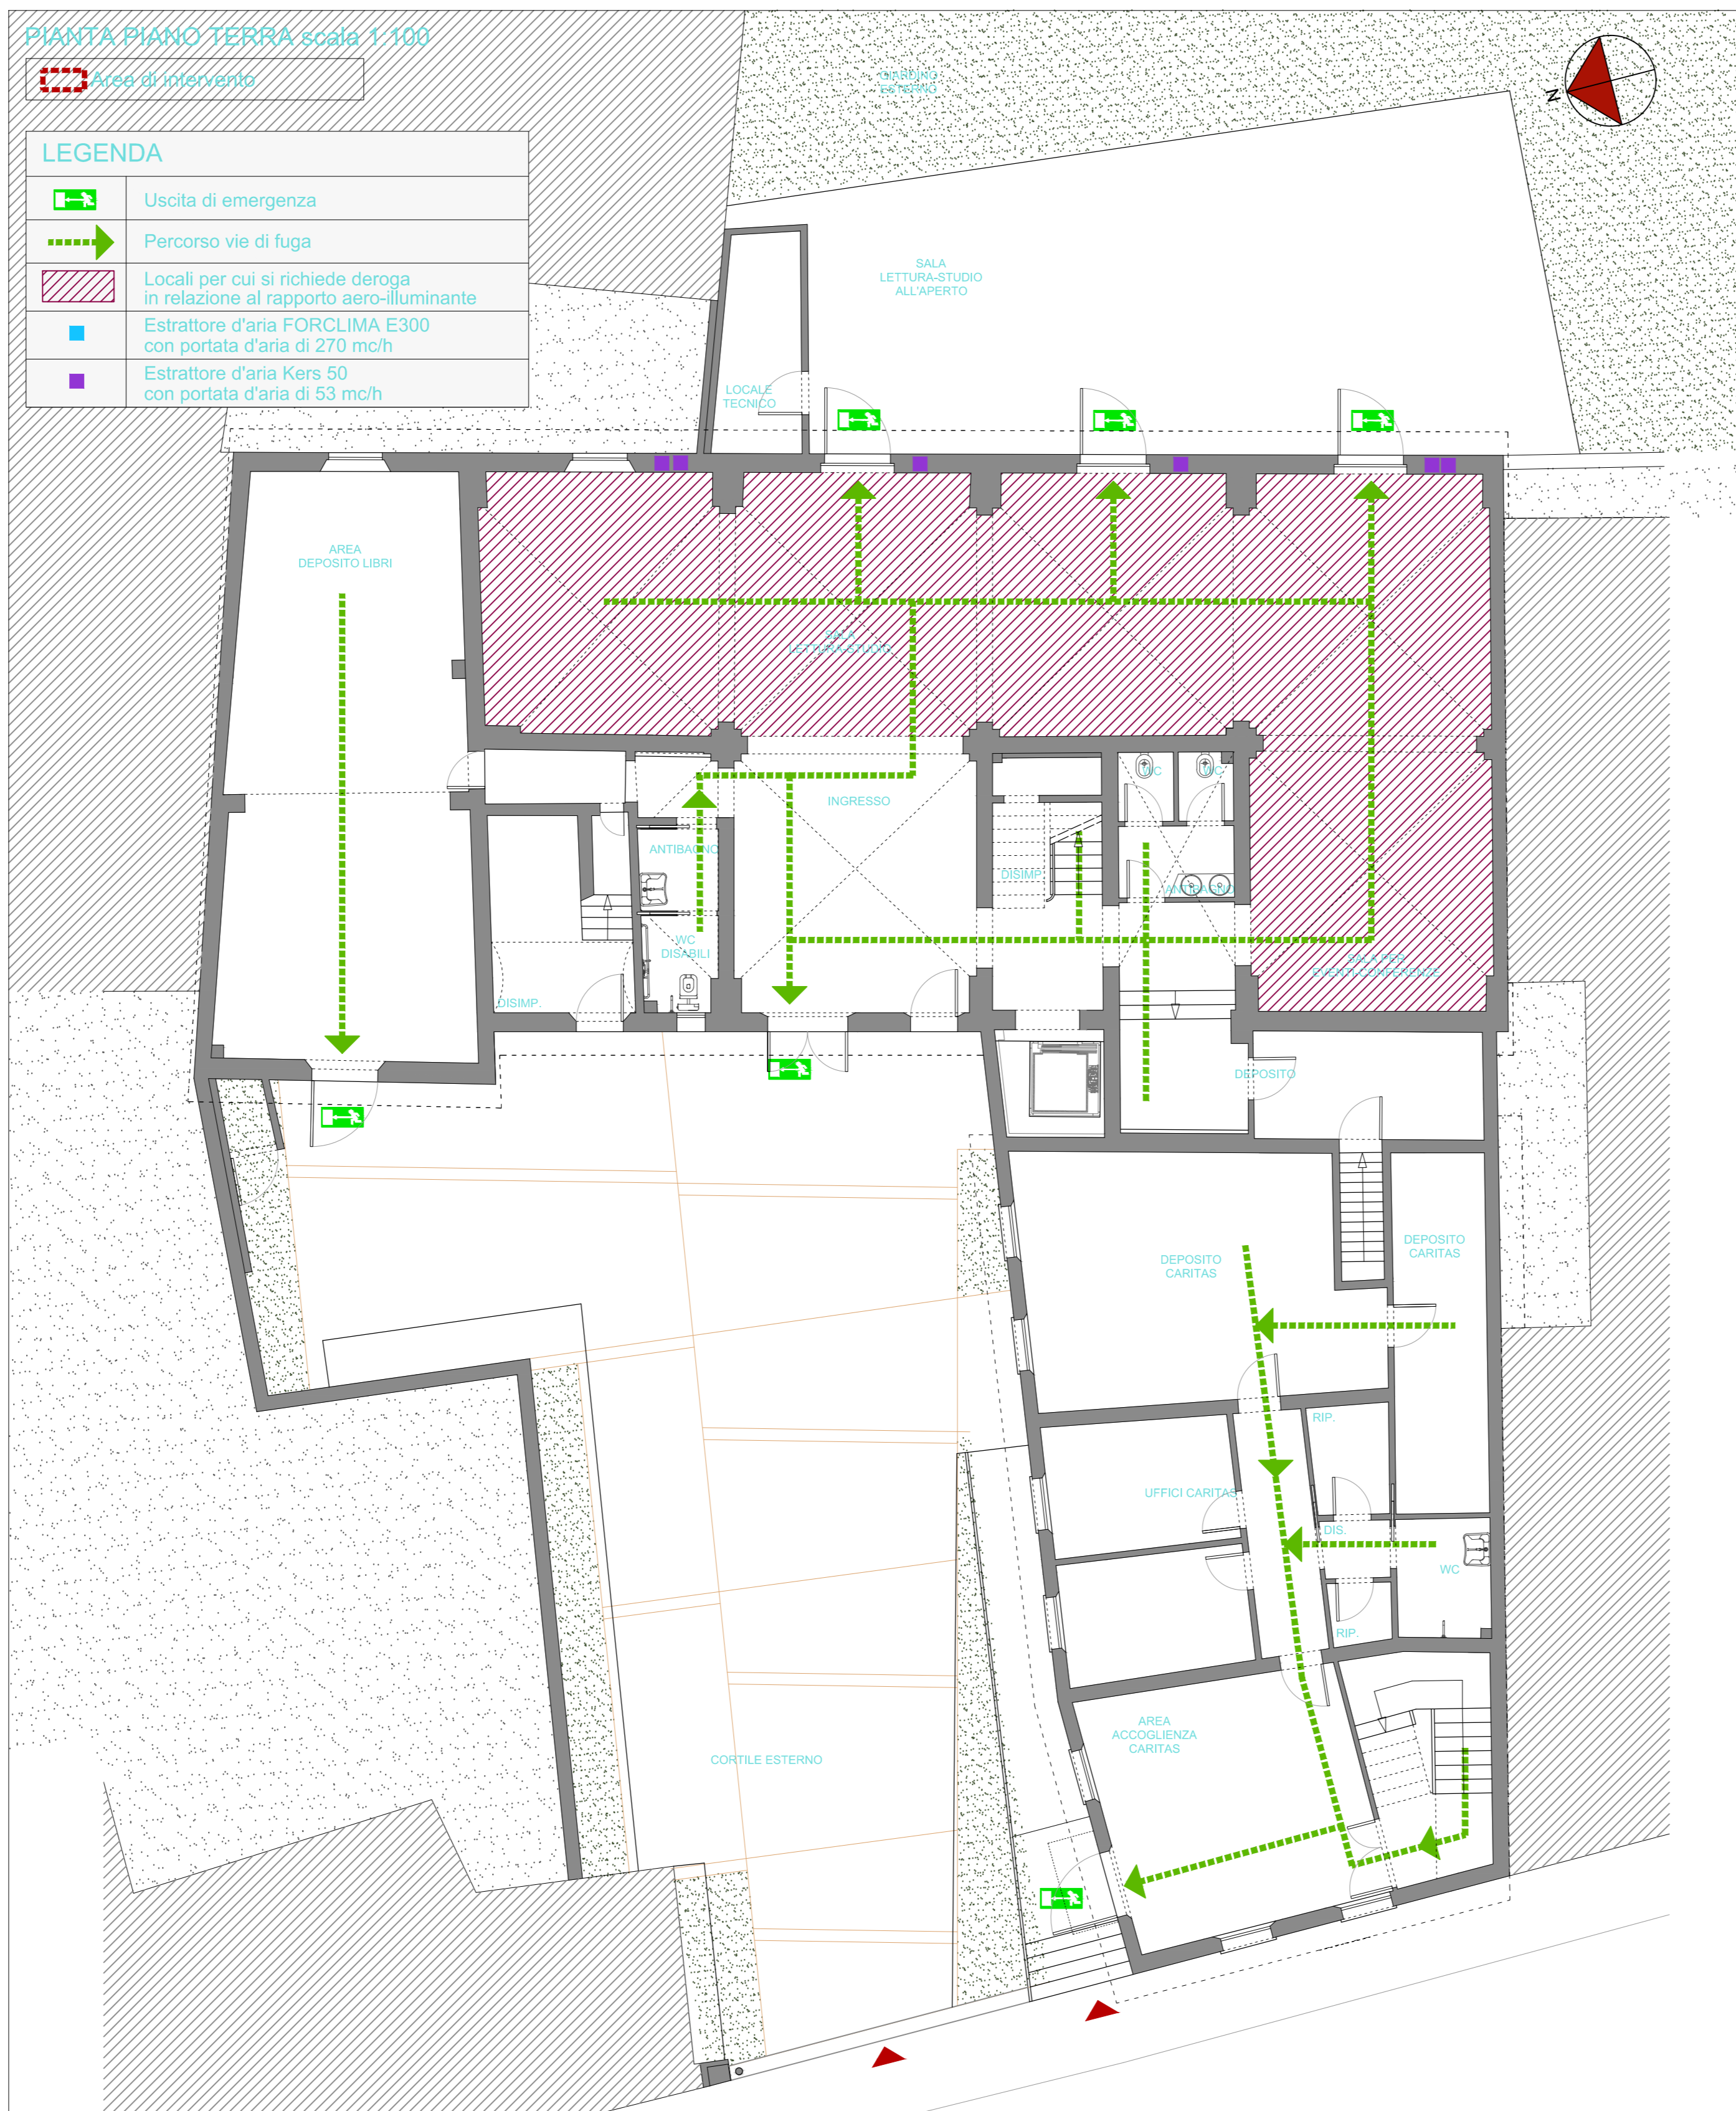 PIANTA PIANO TERRA scala 1:100
Area di intervento
LEGENDA
Uscita di emergenza
Percorso vie di fuga
Locali per cui si richiede deroga
in relazione al rapporto aero-illuminante
Estrattore d'aria FORCLIMA E300
con portata d'aria di 270 mc/h
Estrattore d'aria Kers 50
con portata d'aria di 53 mc/h
GIARDINO
ESTERNO
N
SALA
LETTURA-STUDIO
ALL'APERTO
LOCALE
TECNICO
AREA
DEPOSITO LIBRI
SALA
LETTURA-STUDIO
INGRESSO
WC
WC
ANTIBAGNO
DISIMP.
ANTIBAGNO
WC
DISABILI
SALA PER
EVENTI-CONFERENZE
DISIMP.
DEPOSITO
DEPOSITO
CARITAS
DEPOSITO
CARITAS
RIP.
UFFICI CARITAS
DIS.
WC
RIP.
AREA
ACCOGLIENZA
CARITAS
CORTILE ESTERNO